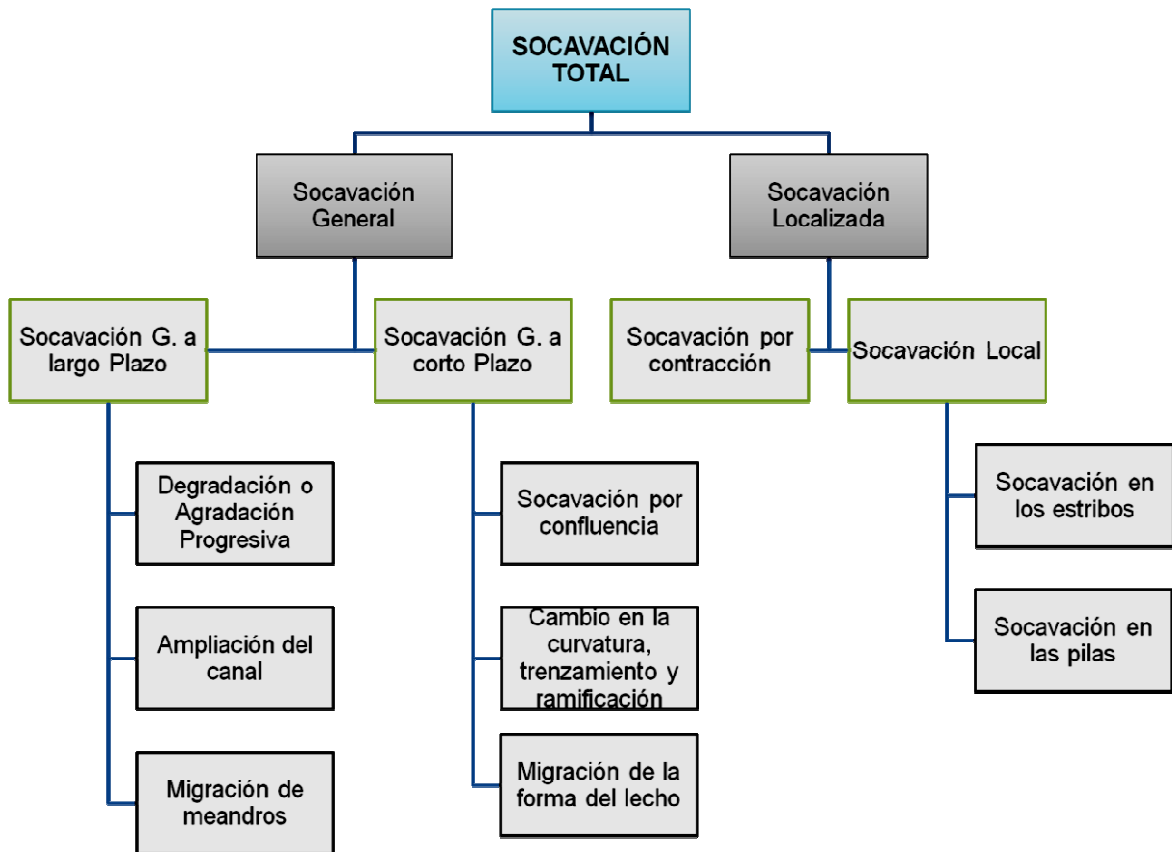 SOCAVACIÓN
TOTAL
Socavación
General
Socavación
Localizada
Socavación G. a
largo Plazo
Socavación G. a
corto Plazo
Socavación por
contracción
Socavación Local
Degradación o
Agradación
Progresiva
Ampliación del
canal
Migración de
meandros
Socavación por
confluencia
Cambio en la
curvatura,
trenzamiento y
ramificación
Migración de la
forma del lecho
Socavación en
los estribos
Socavación en
las pilas